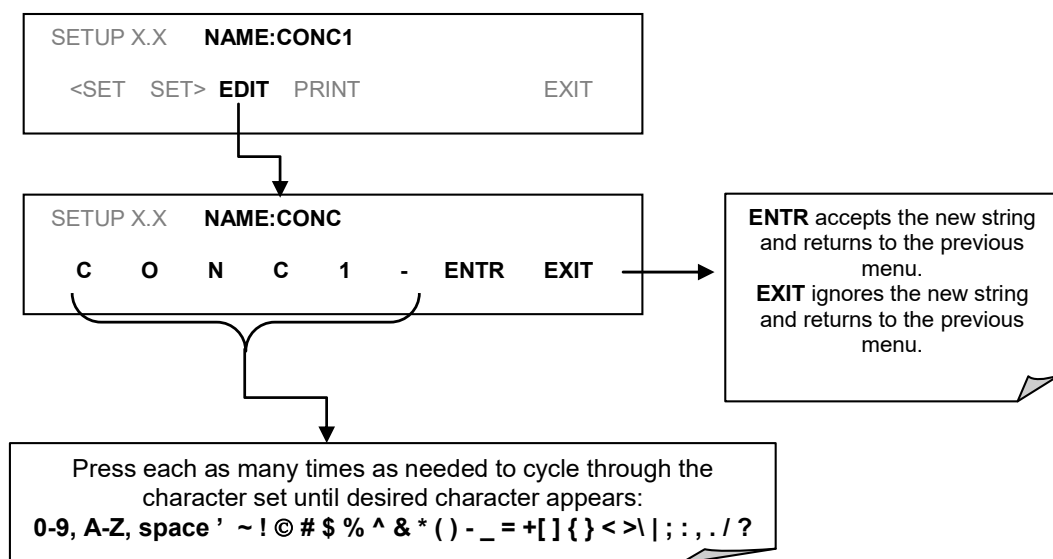 SETUP X.X NAME:CONC1
<SET SET> EDIT PRINT EXIT
SETUP X.X NAME:CONC
C O N C 1 - ENTR EXIT
ENTR accepts the new string
and returns to the previous
menu.
EXIT ignores the new string
and returns to the previous
menu.
Press each as many times as needed to cycle through the
character set until desired character appears:
0-9, A-Z, space ’ ~ ! © # $ % ^ & * ( ) - _ = +[ ] { } < >\ | ; : , . / ?